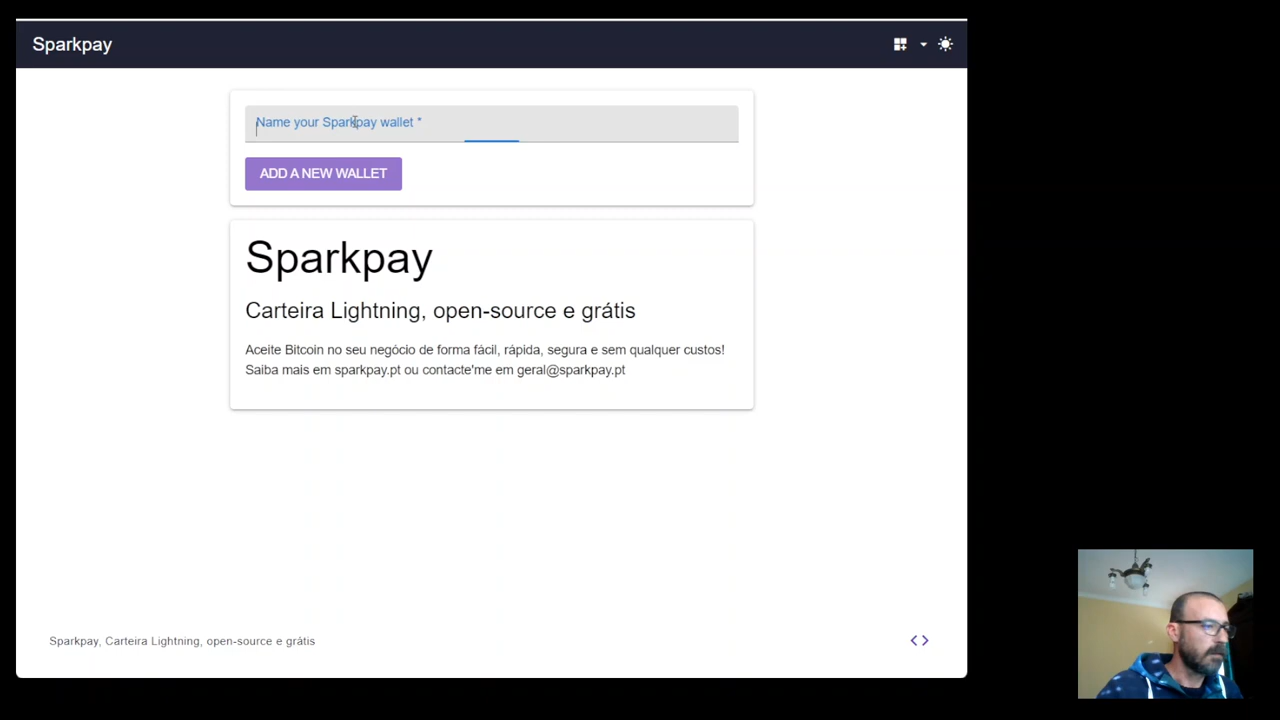 Sparkpay
Name your Sparkpay wallet *
ADD A NEW WALLET
Sparkpay
Carteira Lightning, open-source e grátis
Aceite Bitcoin no seu negócio de forma fácil, rápida, segura e sem qualquer custos!
Saiba mais em sparkpay.pt ou contacte'me em geral@sparkpay.pt
Sparkpay, Carteira Lightning, open-source e grátis